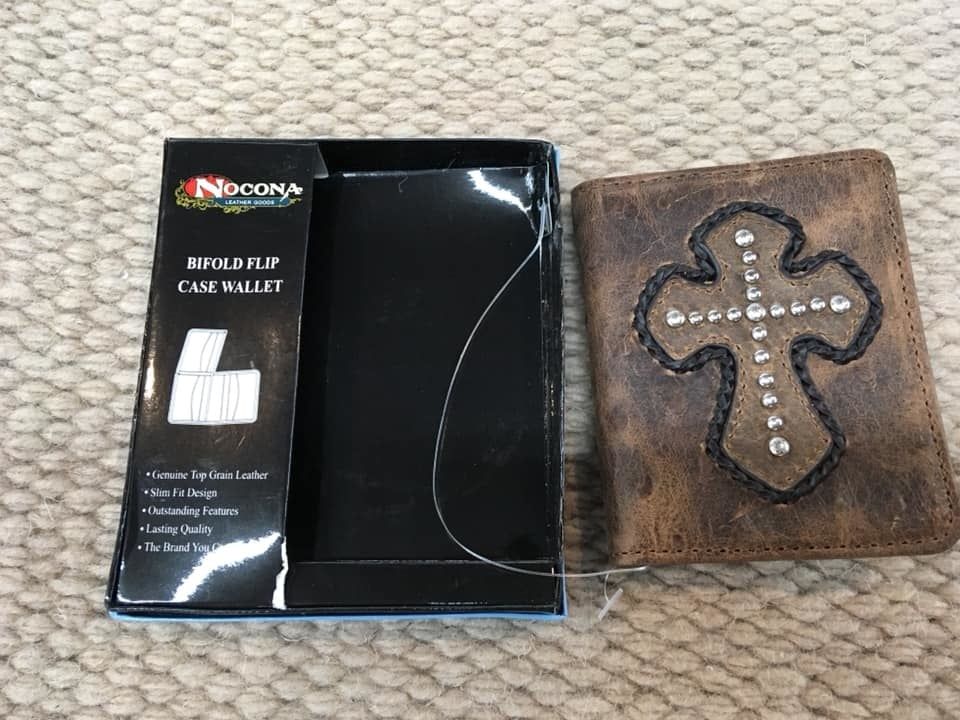 NOCONA
LEATHER GOODS
BIFOLD FLIP
CASE WALLET
• Genuine Top Grain Leather
• Slim Fit Design
• Outstanding Features
• Lasting Quality
• The Brand You